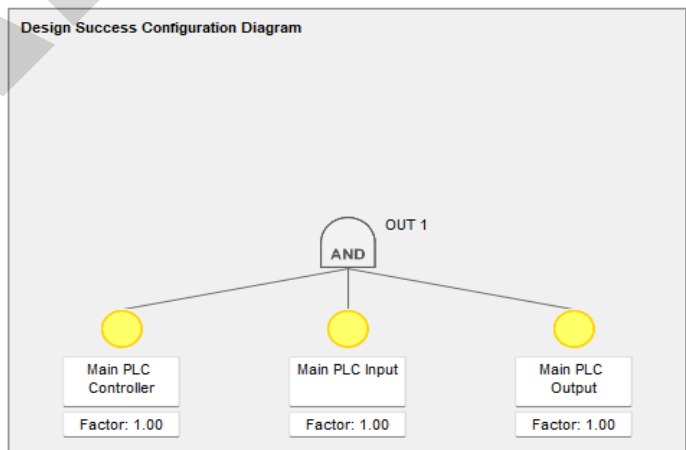 Design Success Configuration Diagram
OUT 1
AND
Main PLC
Controller
Main PLC Input
Main PLC
Output
Factor: 1.00
Factor: 1.00
Factor: 1.00